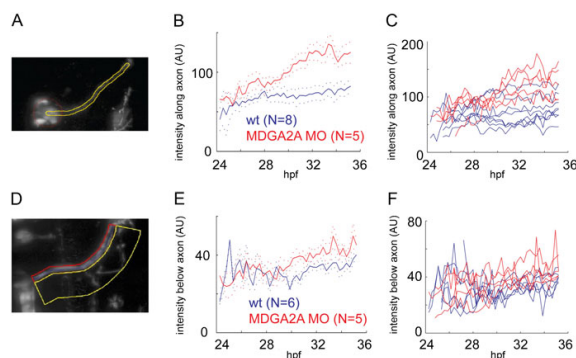 A
B
C
intensity along axon (AU)
100
0
wt (N=8)
MDGA2A MO (N=5)
24 28 32 36
hpf
intensity along axon (AU)
200
100
0
24 28 32 36
hpf
D
E
F
intensity below axon (AU)
40
0
wt (N=6)
MDGA2A MO (N=5)
24 28 32 36
hpf
intensity below axon (AU)
80
40
0
24 28 32 36
hpf